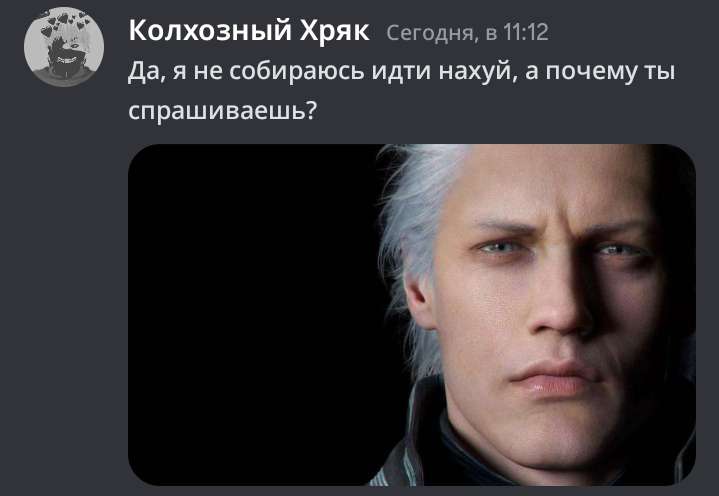 Колхозный Хряк Сегодня, в 11:12
Да, я не собираюсь идти нахуй, а почему ты
спрашиваешь?